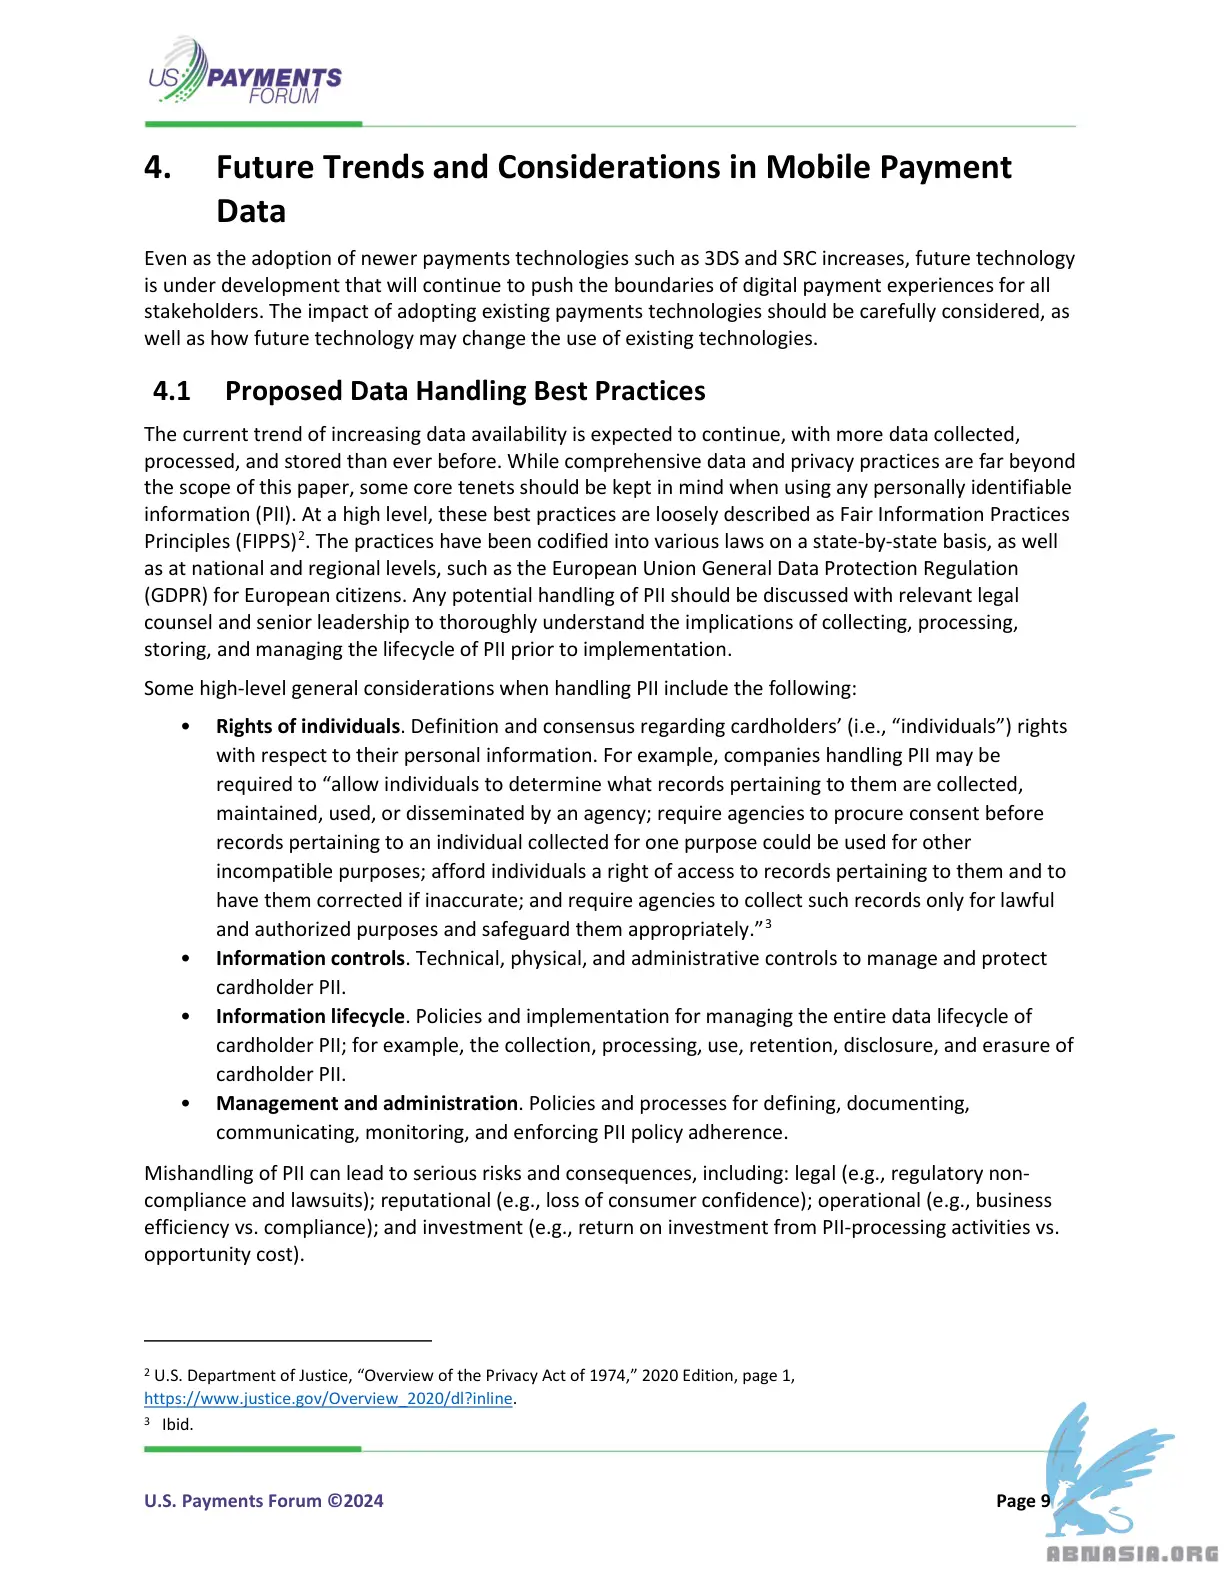 US PAYMENTS
FORUM
4. Future Trends and Considerations in Mobile Payment
Data
Even as the adoption of newer payments technologies such as 3DS and SRC increases, future technology
is under development that will continue to push the boundaries of digital payment experiences for all
stakeholders. The impact of adopting existing payments technologies should be carefully considered, as
well as how future technology may change the use of existing technologies.
4.1 Proposed Data Handling Best Practices
The current trend of increasing data availability is expected to continue, with more data collected,
processed, and stored than ever before. While comprehensive data and privacy practices are far beyond
the scope of this paper, some core tenets should be kept in mind when using any personally identifiable
information (PII). At a high level, these best practices are loosely described as Fair Information Practices
Principles (FIPPS)2. The practices have been codified into various laws on a state-by-state basis, as well
as at national and regional levels, such as the European Union General Data Protection Regulation
(GDPR) for European citizens. Any potential handling of PII should be discussed with relevant legal
counsel and senior leadership to thoroughly understand the implications of collecting, processing,
storing, and managing the lifecycle of PII prior to implementation.
Some high-level general considerations when handling PII include the following:
• Rights of individuals. Definition and consensus regarding cardholders’ (i.e., “individuals”) rights
with respect to their personal information. For example, companies handling PII may be
required to “allow individuals to determine what records pertaining to them are collected,
maintained, used, or disseminated by an agency; require agencies to procure consent before
records pertaining to an individual collected for one purpose could be used for other
incompatible purposes; afford individuals a right of access to records pertaining to them and to
have them corrected if inaccurate; and require agencies to collect such records only for lawful
and authorized purposes and safeguard them appropriately.”3
• Information controls. Technical, physical, and administrative controls to manage and protect
cardholder PII.
• Information lifecycle. Policies and implementation for managing the entire data lifecycle of
cardholder PII; for example, the collection, processing, use, retention, disclosure, and erasure of
cardholder PII.
• Management and administration. Policies and processes for defining, documenting,
communicating, monitoring, and enforcing PII policy adherence.
Mishandling of PII can lead to serious risks and consequences, including: legal (e.g., regulatory non-
compliance and lawsuits); reputational (e.g., loss of consumer confidence); operational (e.g., business
efficiency vs. compliance); and investment (e.g., return on investment from PII-processing activities vs.
opportunity cost).
2 U.S. Department of Justice, “Overview of the Privacy Act of 1974,” 2020 Edition, page 1,
https://www.justice.gov/Overview_2020/dl?inline.
3 Ibid.
U.S. Payments Forum ©2024 Page 9
ABNASIA.ORG